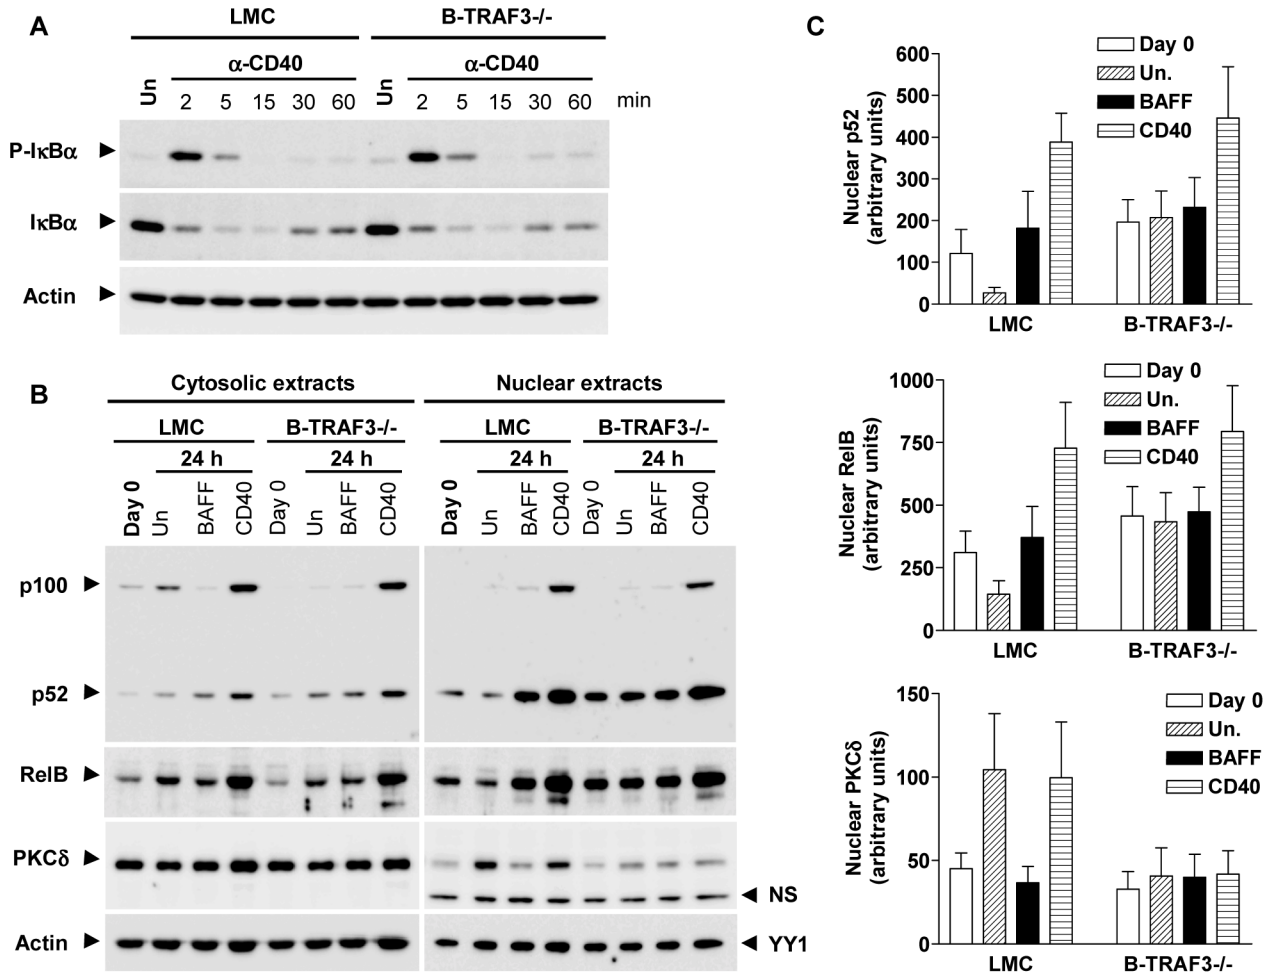 A
LMC
B-TRAF3-/-
α-CD40
α-CD40
Un
2
5
15
30
60
Un
2
5
15
30
60
min
P-IκBα
IκBα
Actin
B
Cytosolic extracts
Nuclear extracts
LMC
B-TRAF3-/-
LMC
B-TRAF3-/-
24 h
24 h
24 h
24 h
Day 0
Un
BAFF
CD40
Day 0
Un
BAFF
CD40
Day 0
Un
BAFF
CD40
Day 0
Un
BAFF
CD40
p100
p52
RelB
PKCδ
NS
Actin
YY1
C
Nuclear p52
(arbitrary units)
600
500
400
300
200
100
0
Day 0
Un.
BAFF
CD40
LMC
B-TRAF3-/-
Nuclear RelB
(arbitrary units)
1000
750
500
250
0
Day 0
Un.
BAFF
CD40
LMC
B-TRAF3-/-
Nuclear PKCδ
(arbitrary units)
150
100
50
0
Day 0
Un.
BAFF
CD40
LMC
B-TRAF3-/-